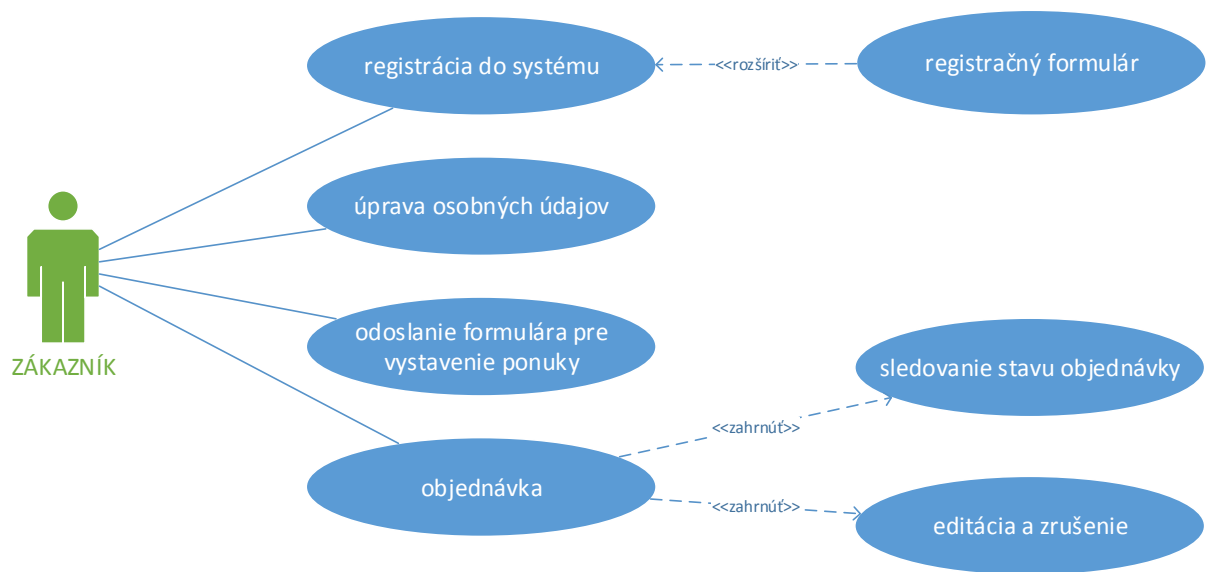 registrácia do systému
<<rozšíriť>>
registračný formulár
úprava osobných údajov
odoslanie formulára pre
vystavenie ponuky
ZÁKAZNÍK
sledovanie stavu objednávky
<<zahrnúť>>
objednávka
<<zahrnúť>>
editácia a zrušenie